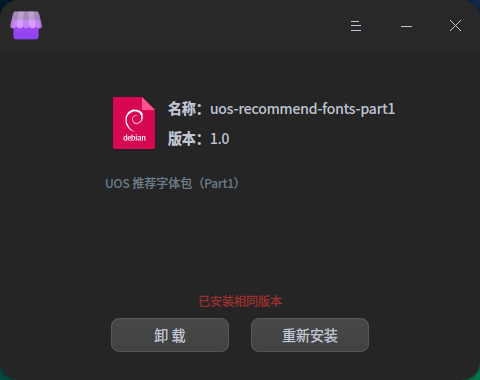 名称：uos-recommend-fonts-part1
debian
版本：1.0
UOS 推荐字体包（Part1）
已安装相同版本
卸 载
重新安装